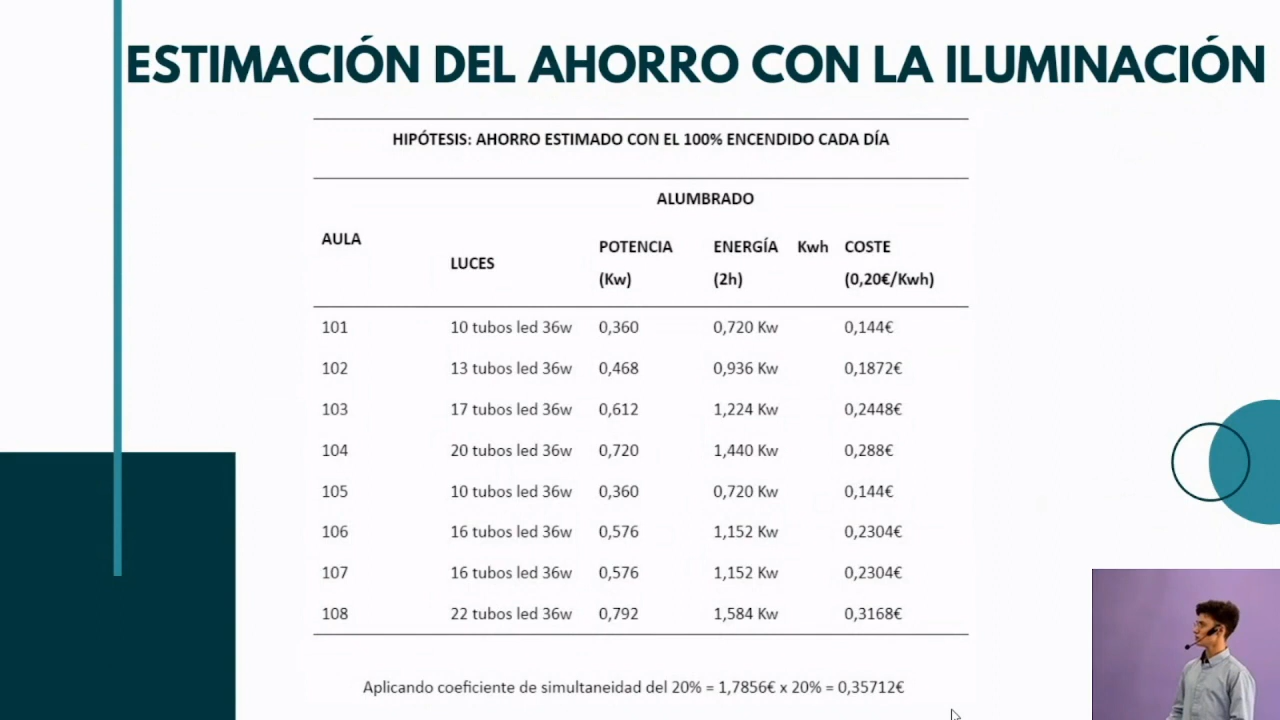 ESTIMACIÓN DEL AHORRO CON LA ILUMINACIÓN
HIPÓTESIS: AHORRO ESTIMADO CON EL 100% ENCENDIDO CADA DÍA
ALUMBRADO
AULA
LUCES
POTENCIA (Kw)
ENERGÍA Kwh (2h)
COSTE (0,20€/Kwh)
101 10 tubos led 36w 0,360 0,720 Kw 0,144€
102 13 tubos led 36w 0,468 0,936 Kw 0,1872€
103 17 tubos led 36w 0,612 1,224 Kw 0,2448€
104 20 tubos led 36w 0,720 1,440 Kw 0,288€
105 10 tubos led 36w 0,360 0,720 Kw 0,144€
106 16 tubos led 36w 0,576 1,152 Kw 0,2304€
107 16 tubos led 36w 0,576 1,152 Kw 0,2304€
108 22 tubos led 36w 0,792 1,584 Kw 0,3168€
Aplicando coeficiente de simultaneidad del 20% = 1,7856€ x 20% = 0,35712€